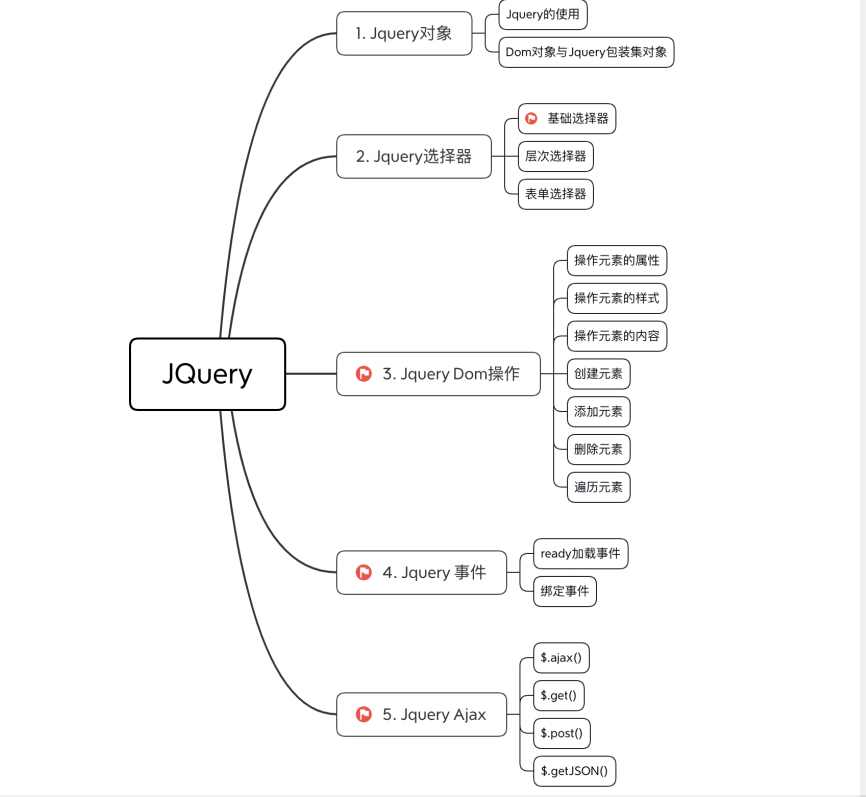 JQuery
1. Jquery对象
Jquery的使用
Dom对象与Jquery包装集对象
2. Jquery选择器
基础选择器
层次选择器
表单选择器
3. Jquery Dom操作
操作元素的属性
操作元素的样式
操作元素的内容
创建元素
添加元素
删除元素
遍历元素
4. Jquery 事件
ready加载事件
绑定事件
5. Jquery Ajax
$.ajax()
$.get()
$.post()
$.getJSON()